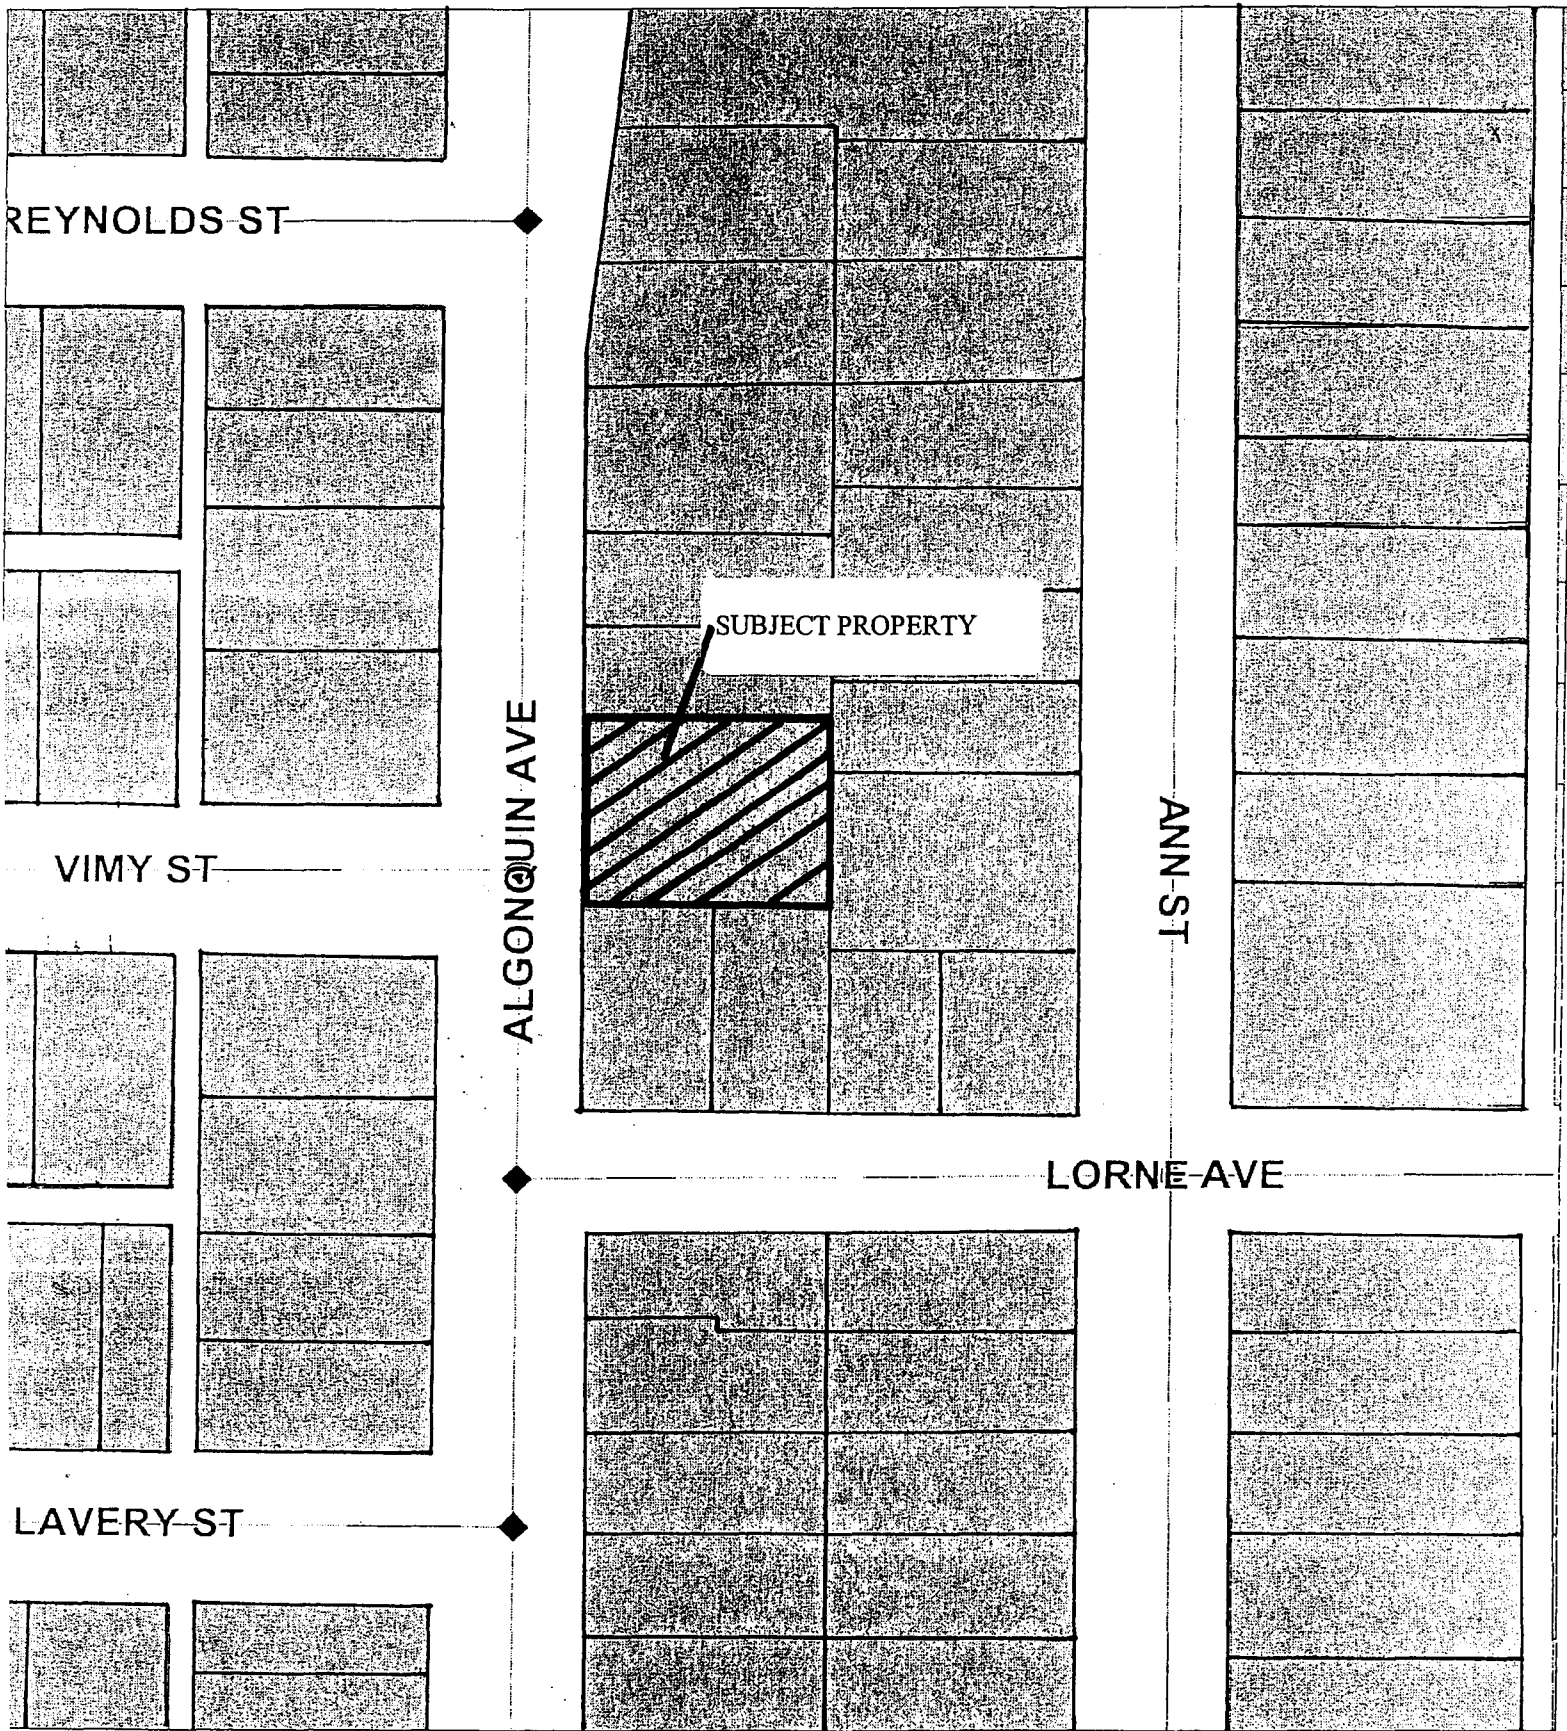 REYNOLDS ST
SUBJECT PROPERTY
ALGONQUIN AVE
VIMY ST
ANN ST
LORNE AVE
LAVERY ST